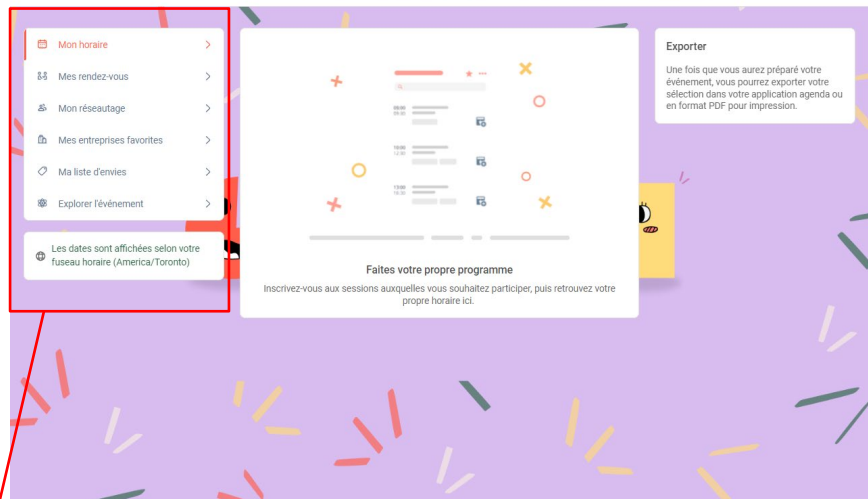 Mon horaire
Mes rendez-vous
Mon réseautage
Mes entreprises favorites
Ma liste d'envies
Explorer l'événement
Les dates sont affichées selon votre
fuseau horaire (America/Toronto)
Faites votre propre programme
Inscrivez-vous aux sessions auxquelles vous souhaitez participer, puis retrouvez votre
propre horaire ici.
Exporter
Une fois que vous aurez préparé votre
événement, vous pourrez exporter votre
sélection dans votre application agenda ou
en format PDF pour impression.